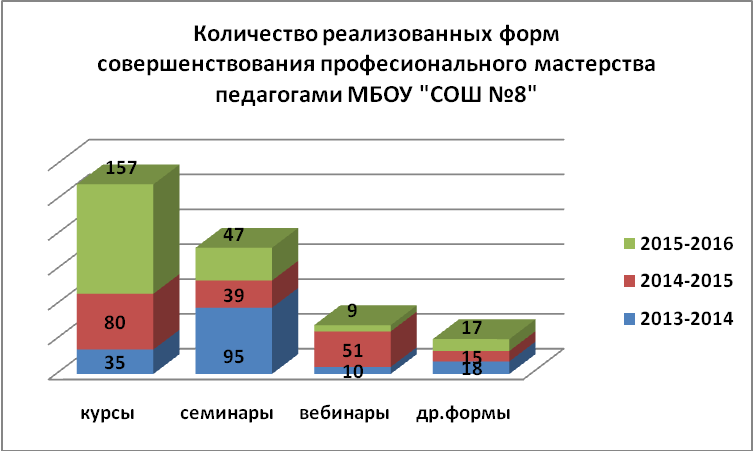 Количество реализованных форм
совершенствования професионального мастерства
педагогами МБОУ "СОШ №8"
157
47
9
17
80
39
51
15
35
95
10
18
2015-2016
2014-2015
2013-2014
курсы
семинары
вебинары
др.формы